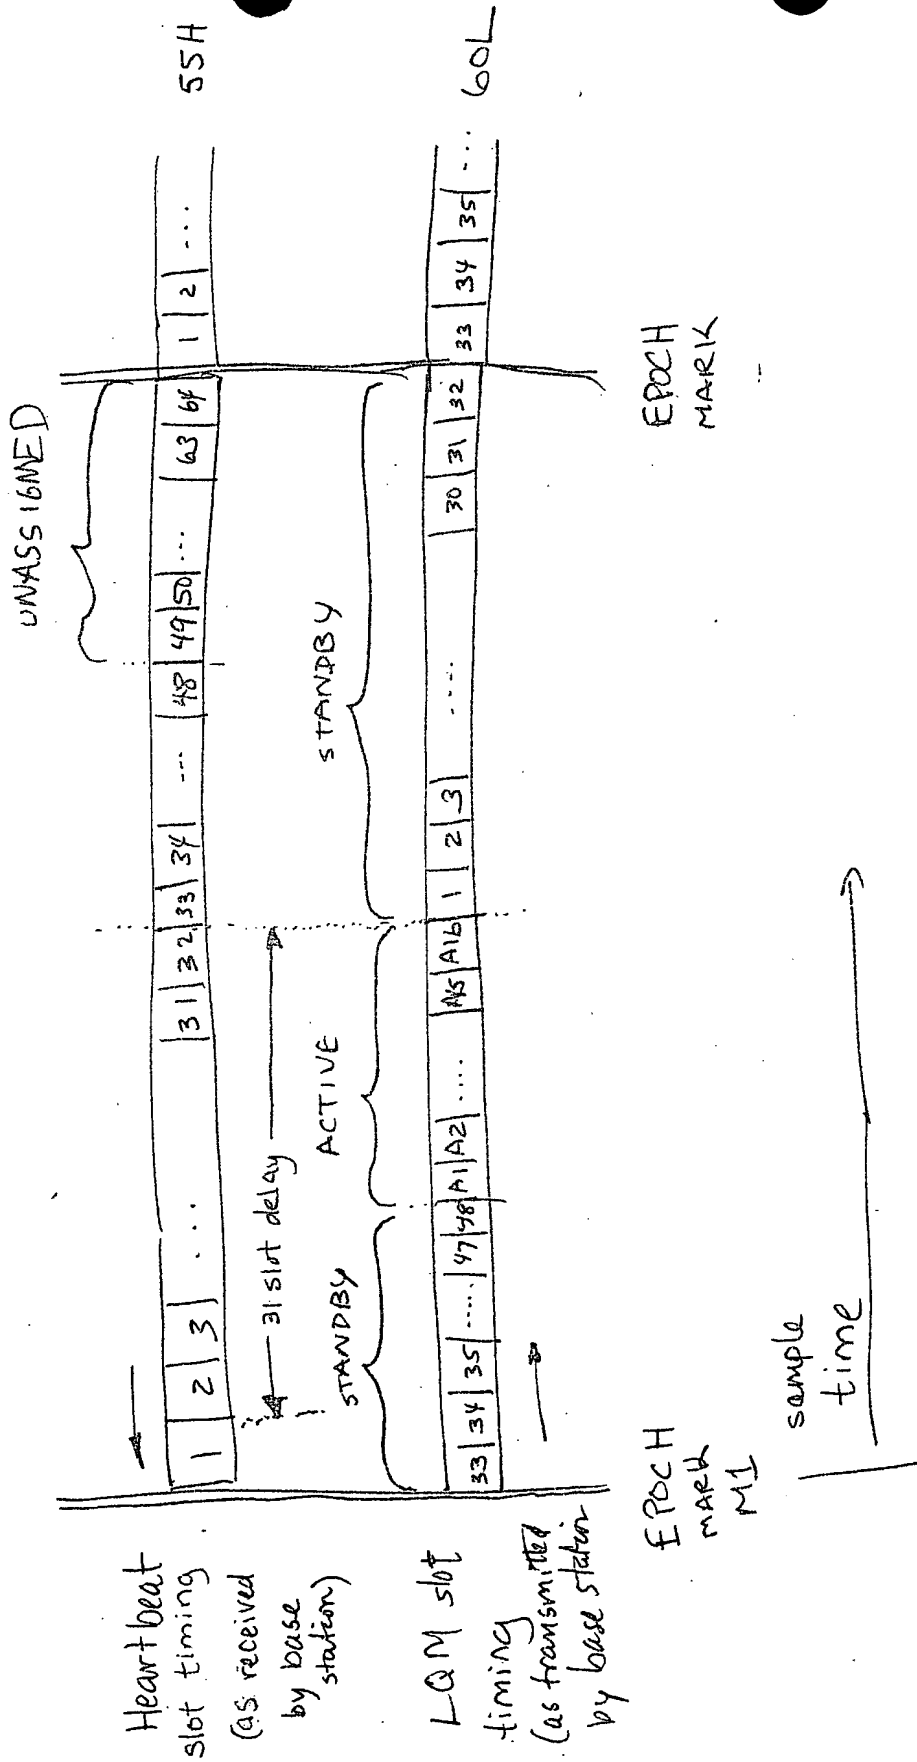 UNASSIGNED
Heartbeat
slot timing
(as received
by base
station)
1 | 2 | 3 | ... | 31 | 32 | 33 | 34 | ... | 48 | 49 | 50 | ... | 63 | 64 | 1 | 2 | ...
55H
31 slot delay
STANDBY
ACTIVE
STANDBY
LQM slot
timing
(as transmitted
by base station
33 | 34 | 35 | ..... | 47 | 48 | A1 | A2 | .... | A15 | A16 | 1 | 2 | 3 | ..... | 30 | 31 | 32 | 33 | 34 | 35 | ...
60L
EPOCH
MARK
M1
EPOCH
MARK
sample
time